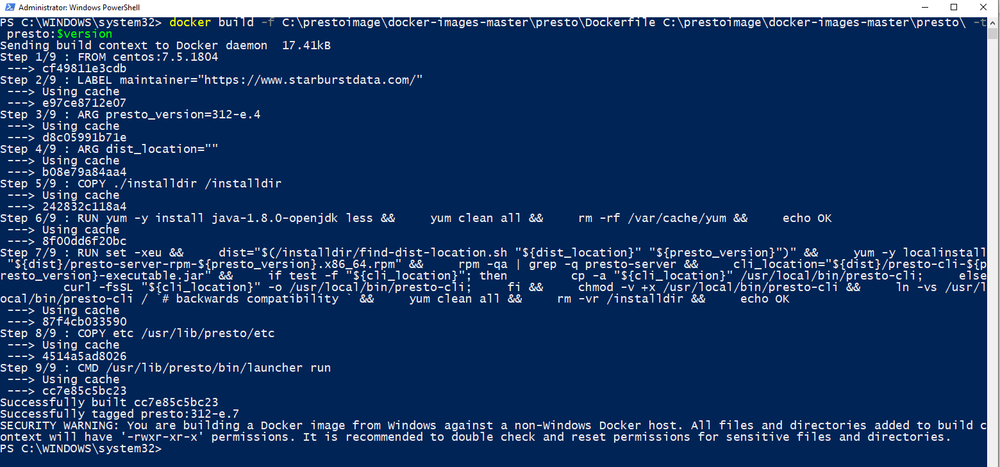 Administrator: Windows PowerShell
PS C:\WINDOWS\system32> docker build -f C:\prestoimage\docker-images-master\presto\Dockerfile C:\prestoimage\docker-images-master\presto\ -t
 presto:$version
Sending build context to Docker daemon  17.41kB
Step 1/9 : FROM centos:7.5.1804
 ---> cf49811e3cdb
Step 2/9 : LABEL maintainer="https://www.starburstdata.com/"
 ---> Using cache
 ---> e97ce8712e07
Step 3/9 : ARG presto_version=312-e.4
 ---> Using cache
 ---> d8c05991b71e
Step 4/9 : ARG dist_location=""
 ---> Using cache
 ---> b08e79a84aa4
Step 5/9 : COPY ./installdir /installdir
 ---> Using cache
 ---> 242832c118a4
Step 6/9 : RUN yum -y install java-1.8.0-openjdk less &&     yum clean all &&     rm -rf /var/cache/yum &&     echo OK
 ---> Using cache
 ---> 8f00dd6f20bc
Step 7/9 : RUN set -xeu &&     dist="$(/installdir/find-dist-location.sh "${dist_location}" "${presto_version}")" &&     yum -y localinstall
 "${dist}/presto-server-rpm-${presto_version}.x86_64.rpm" &&     rpm -qa | grep -q presto-server &&     cli_location="${dist}/presto-cli-${p
resto_version}-executable.jar" &&     if test -f "${cli_location}"; then         cp -a "${cli_location}" /usr/local/bin/presto-cli;     else
         curl -fsSL "${cli_location}" -o /usr/local/bin/presto-cli;     fi &&     chmod -v +x /usr/local/bin/presto-cli &&     ln -vs /usr/l
ocal/bin/presto-cli / `# backwards compatibility ` &&     yum clean all &&     rm -vr /installdir &&     echo OK
 ---> Using cache
 ---> 87f4cb033590
Step 8/9 : COPY etc /usr/lib/presto/etc
 ---> Using cache
 ---> 4514a5ad8026
Step 9/9 : CMD /usr/lib/presto/bin/launcher run
 ---> Using cache
 ---> cc7e85c5bc23
Successfully built cc7e85c5bc23
Successfully tagged presto:312-e.7
SECURITY WARNING: You are building a Docker image from Windows against a non-Windows Docker host. All files and directories added to build c
ontext will have '-rwxr-xr-x' permissions. It is recommended to double check and reset permissions for sensitive files and directories.
PS C:\WINDOWS\system32>